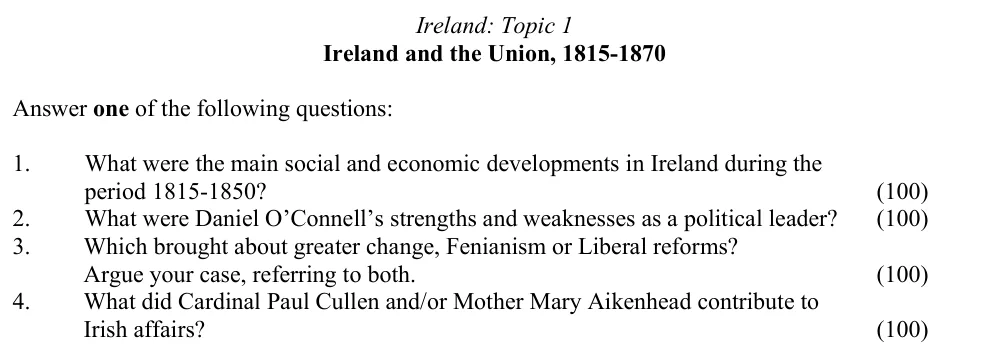 Ireland: Topic 1
Ireland and the Union, 1815-1870
Answer one of the following questions:
1. What were the main social and economic developments in Ireland during the
period 1815-1850? (100)
2. What were Daniel O’Connell’s strengths and weaknesses as a political leader? (100)
3. Which brought about greater change, Fenianism or Liberal reforms?
Argue your case, referring to both. (100)
4. What did Cardinal Paul Cullen and/or Mother Mary Aikenhead contribute to
Irish affairs? (100)